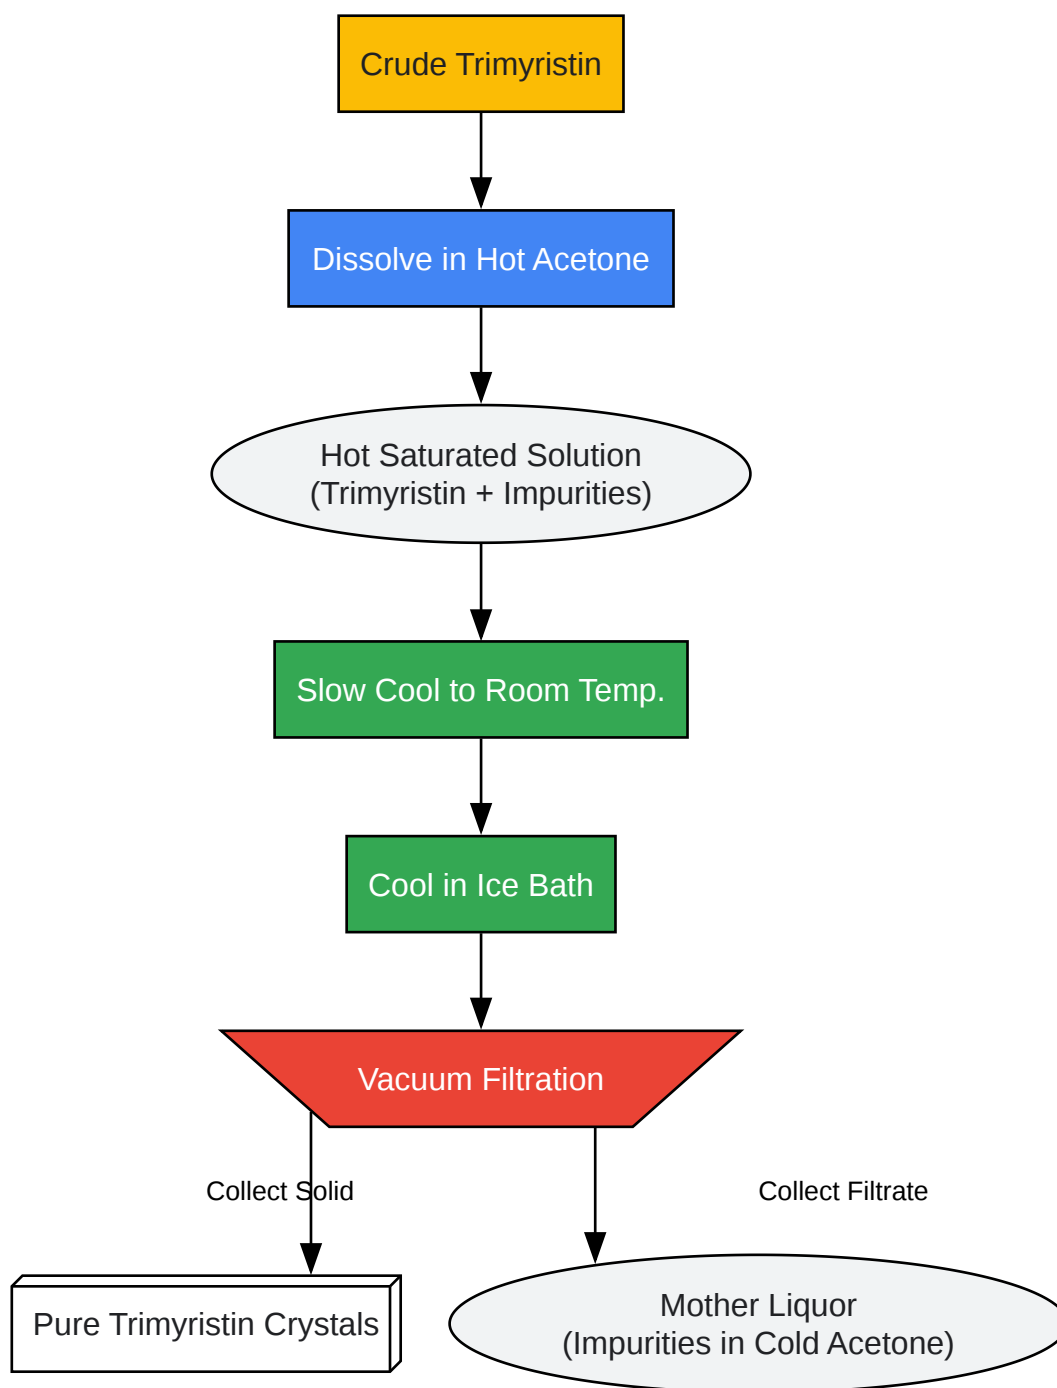 Crude Trimyristin
Dissolve in Hot Acetone
Hot Saturated Solution
(Trimyristin + Impurities)
Slow Cool to Room Temp.
Cool in Ice Bath
Vacuum Filtration
Collect Solid
Collect Filtrate
Pure Trimyristin Crystals
Mother Liquor
(Impurities in Cold Acetone)